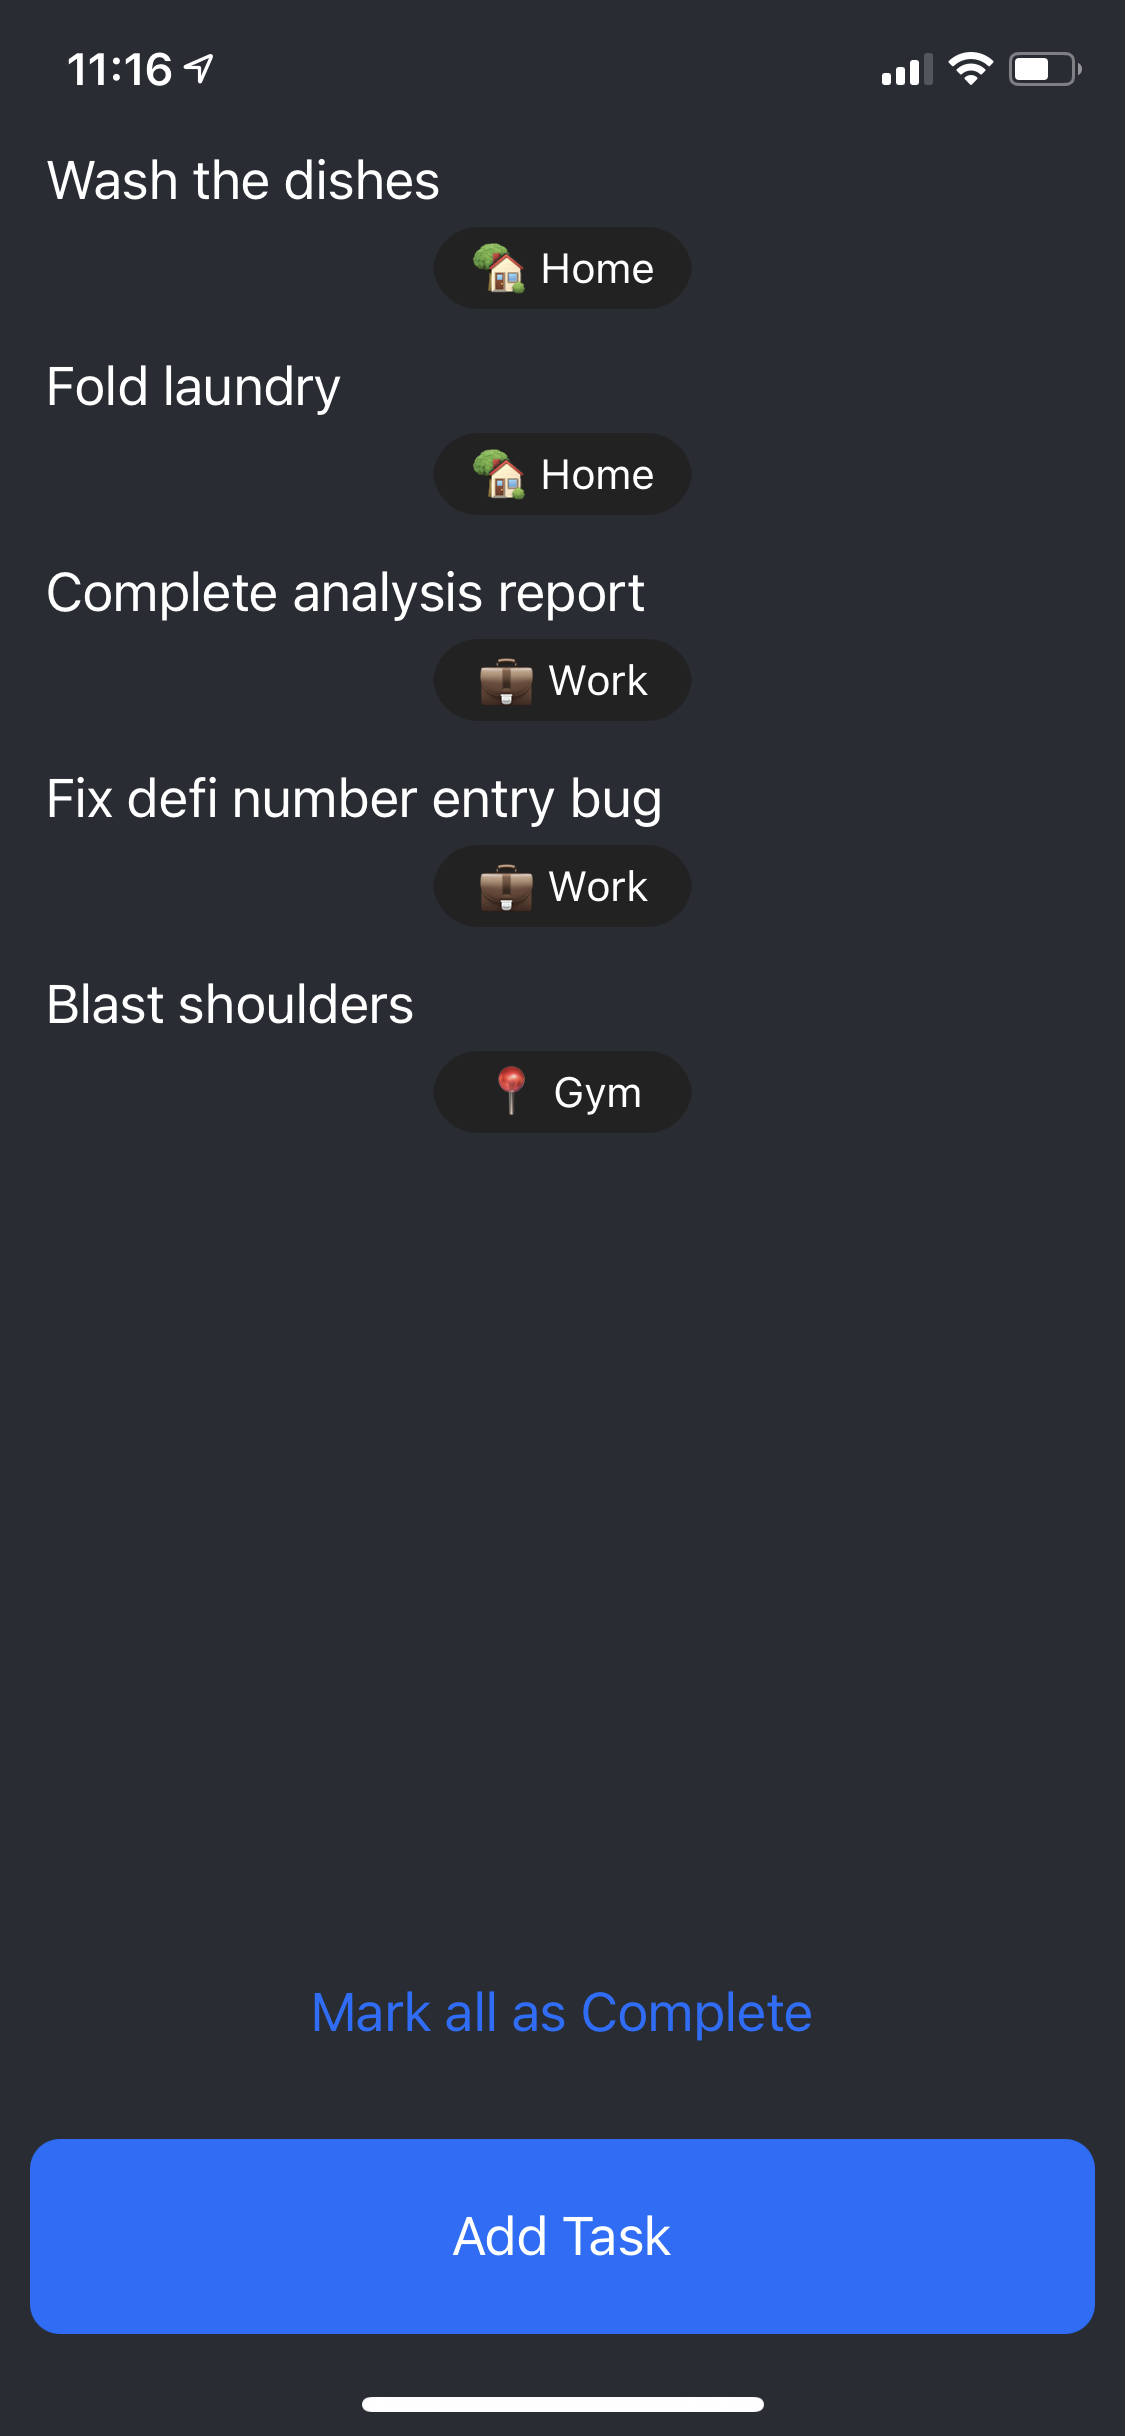 11:16
Wash the dishes
Home
Fold laundry
Home
Complete analysis report
Work
Fix defi number entry bug
Work
Blast shoulders
Gym
Mark all as Complete
Add Task